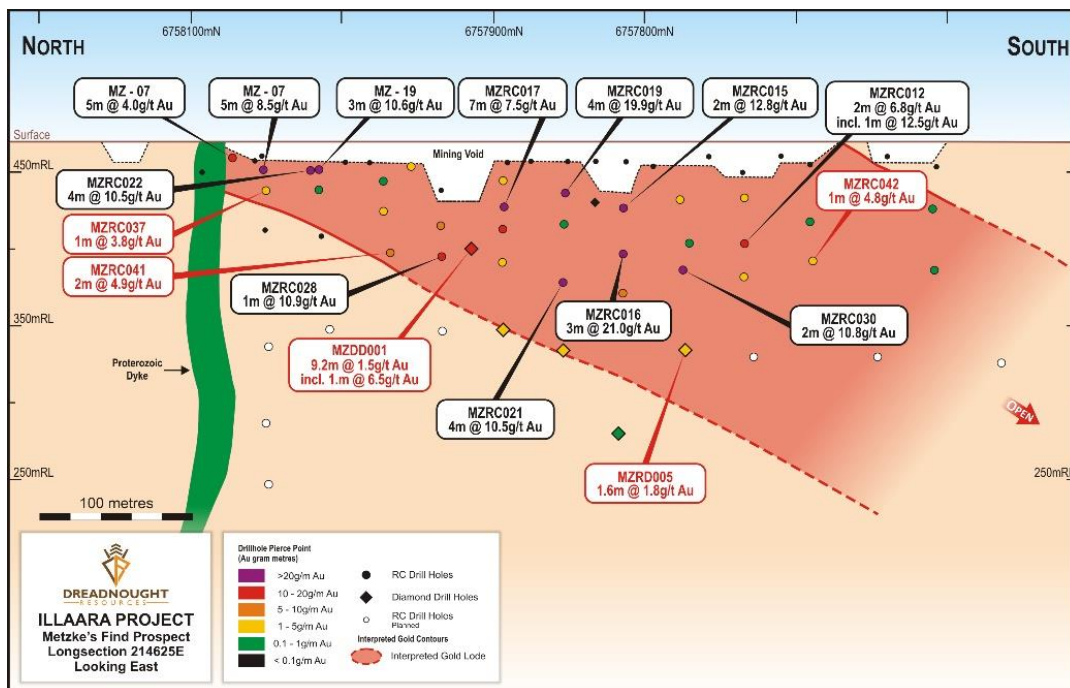 6758100mN
6757900mN
6757800mN
NORTH
SOUTH
MZ - 07
5m @ 4.0g/t Au
MZ - 07
5m @ 8.5g/t Au
MZ - 19
3m @ 10.6g/t Au
MZRC017
7m @ 7.5g/t Au
MZRC019
4m @ 19.9g/t Au
MZRC015
2m @ 12.8g/t Au
MZRC012
2m @ 6.8g/t Au
incl. 1m @ 12.5g/t Au
Surface
Mining Void
450mRL
MZRC022
4m @ 10.5g/t Au
MZRC042
1m @ 4.8g/t Au
MZRC037
1m @ 3.8g/t Au
MZRC041
2m @ 4.9g/t Au
MZRC028
1m @ 10.9g/t Au
MZRC016
3m @ 21.0g/t Au
MZRC030
2m @ 10.8g/t Au
350mRL
MZDD001
9.2m @ 1.5g/t Au
incl. 1.m @ 6.5g/t Au
Proterozoic
Dyke
MZRC021
4m @ 10.5g/t Au
OPEN
MZRD005
1.6m @ 1.8g/t Au
250mRL
250mRL
100 metres
DREADNOUGHT
RESOURCES
ILLAARA PROJECT
Metzke's Find Prospect
Longsection 214625E
Looking East
Drillhole Pierce Point
(Au gram metres)
>20g/m Au
10 - 20g/m Au
5 - 10g/m Au
1 - 5g/m Au
0.1 - 1g/m Au
< 0.1g/m Au
RC Drill Holes
Diamond Drill Holes
RC Drill Holes
Planned
Interpreted Gold Contours
Interpreted Gold Lode